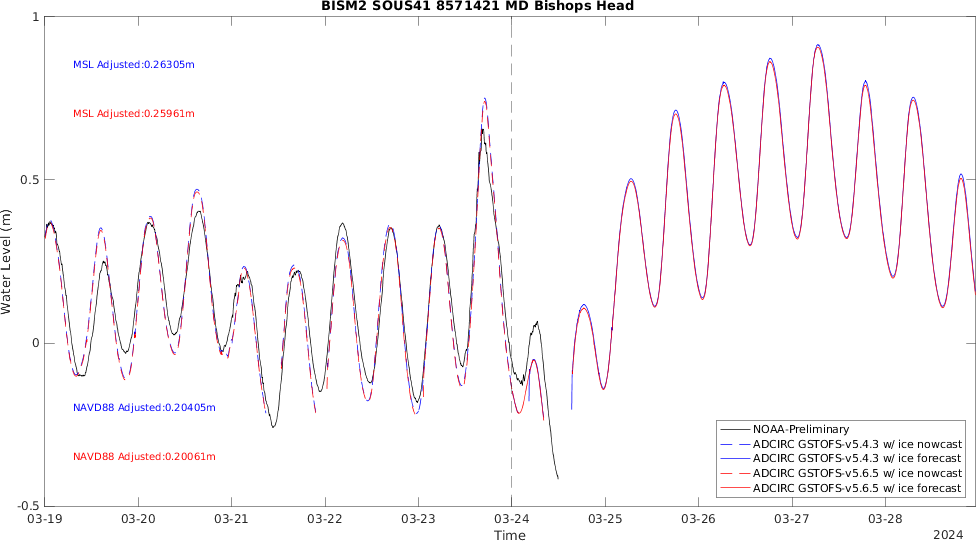 BISM2 SOUS41 8571421 MD Bishops Head
1
MSL Adjusted:0.26305m
MSL Adjusted:0.25961m
0.5
Water Level (m)
0
NAVD88 Adjusted:0.20405m
NAVD88 Adjusted:0.20061m
NOAA-Preliminary
ADCIRC GSTOFS-v5.4.3 w/ ice nowcast
ADCIRC GSTOFS-v5.4.3 w/ ice forecast
ADCIRC GSTOFS-v5.6.5 w/ ice nowcast
ADCIRC GSTOFS-v5.6.5 w/ ice forecast
-0.5
03-19 03-20 03-21 03-22 03-23 03-24 03-25 03-26 03-27 03-28
Time
2024